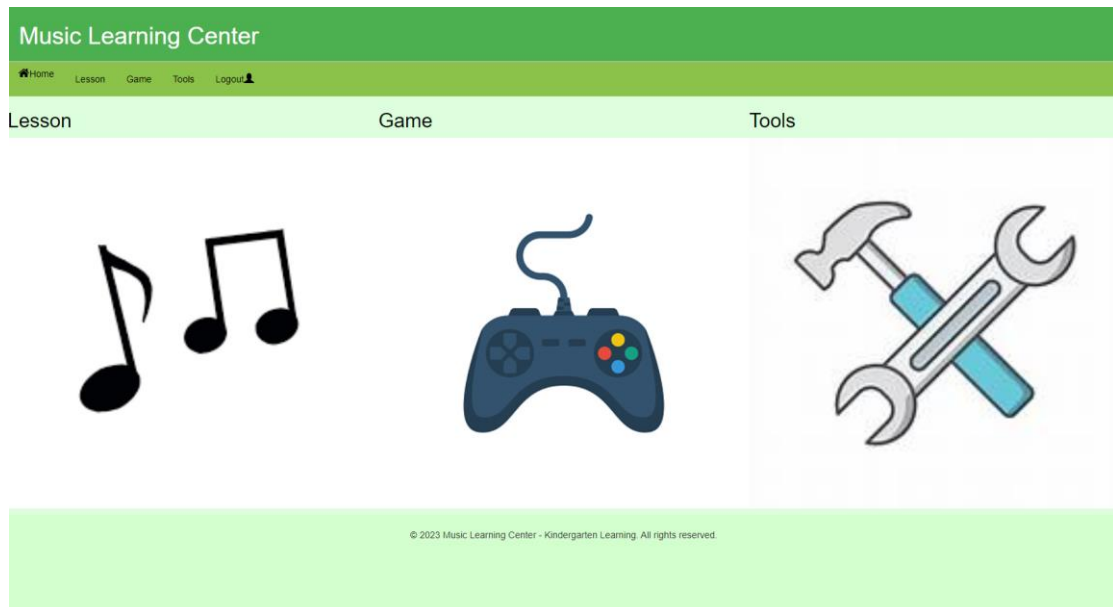 Music Learning Center
Home Lesson Game Tools Logout
Lesson Game Tools
© 2023 Music Learning Center - Kindergarten Learning. All rights reserved.